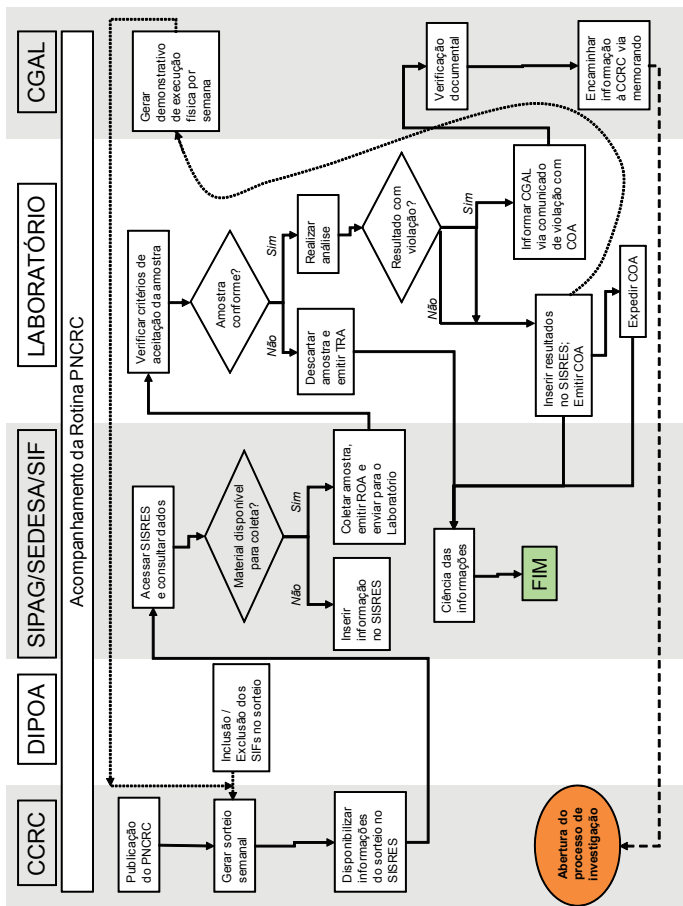 CCRC
DIPOA
SIPAG/SEDESA/SIF
LABORATÓRIO
CGAL
Acompanhamento da Rotina PNCRC
Publicação
do PNCRC
Gerar sorteio
semanal
Disponibilizar
informações
do sorteio no
SISRES
Abertura do
processo de
investigação
Inclusão /
Exclusão dos
SIFs no sorteio
Acessar SISRES
e consultar dados
Material disponível
para coleta?
Não
Sim
Inserir
informação
no SISRES
Coletar amostra,
emitir ROA e
enviar para o
Laboratório
Ciência das
informações
FIM
Verificar critérios de
aceitação da amostra
Amostra
conforme?
Não
Sim
Descartar
amostra e
emitir TRA
Realizar
análise
Resultado com
violação?
Não
Sim
Inserir resultados
no SISRES;
Emitir COA
Informar CGAL
via comunicado
de violação com
COA
Expedir COA
Gerar
demonstrativo
de execução
física por
semana
Verificação
documental
Encaminhar
informação
à CCRC via
memorando